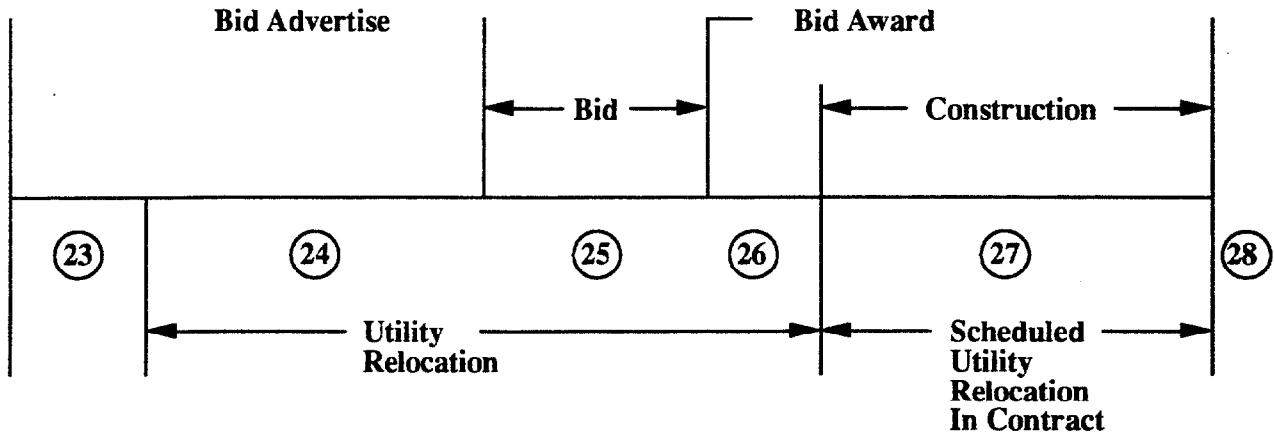 Bid Advertise
Bid Award
Bid
Construction
23
24
25
26
27
28
Utility
Relocation
Scheduled
Utility
Relocation
In Contract